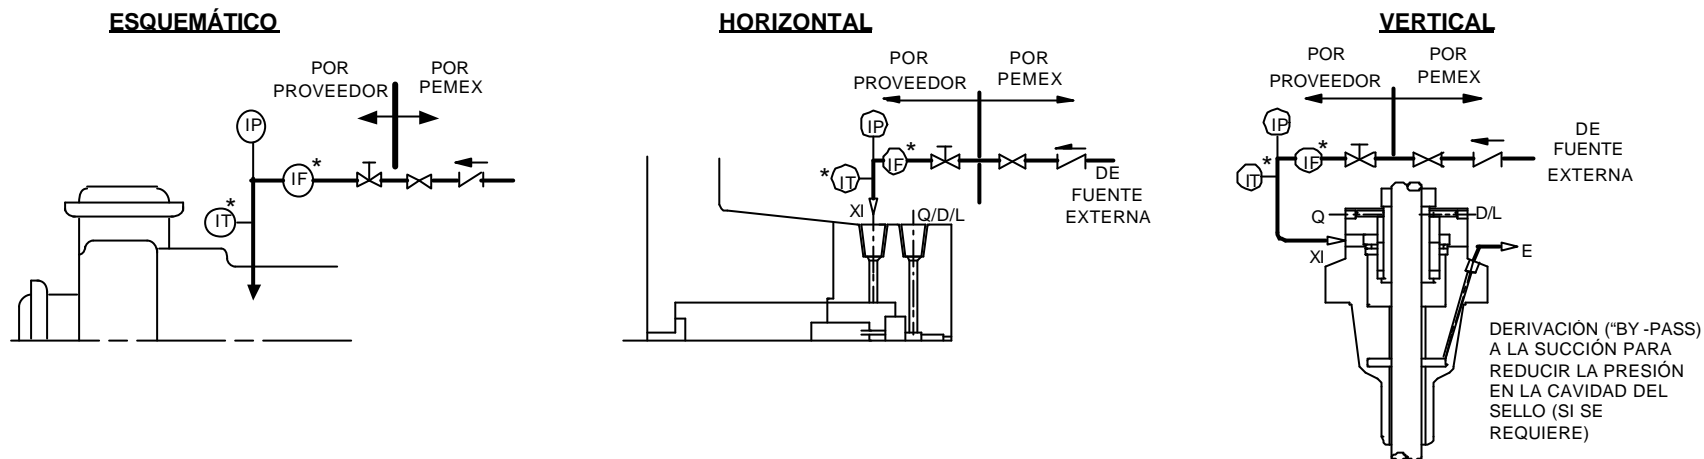 ESQUEMÁTICO
POR
PROVEEDOR
POR
PEMEX
IP
IF
*
IT
*
HORIZONTAL
POR
PROVEEDOR
POR
PEMEX
IP
*
IF
*
IT
DE
FUENTE
EXTERNA
XI
Q/D/L
VERTICAL
POR
PROVEEDOR
POR
PEMEX
IP
*
IF
*
IT
DE
FUENTE
EXTERNA
Q
D/L
XI
E
DERIVACIÓN ("BY -PASS)
A LA SUCCIÓN PARA
REDUCIR LA PRESIÓN
EN LA CAVIDAD DEL
SELLO (SI SE
REQUIERE)